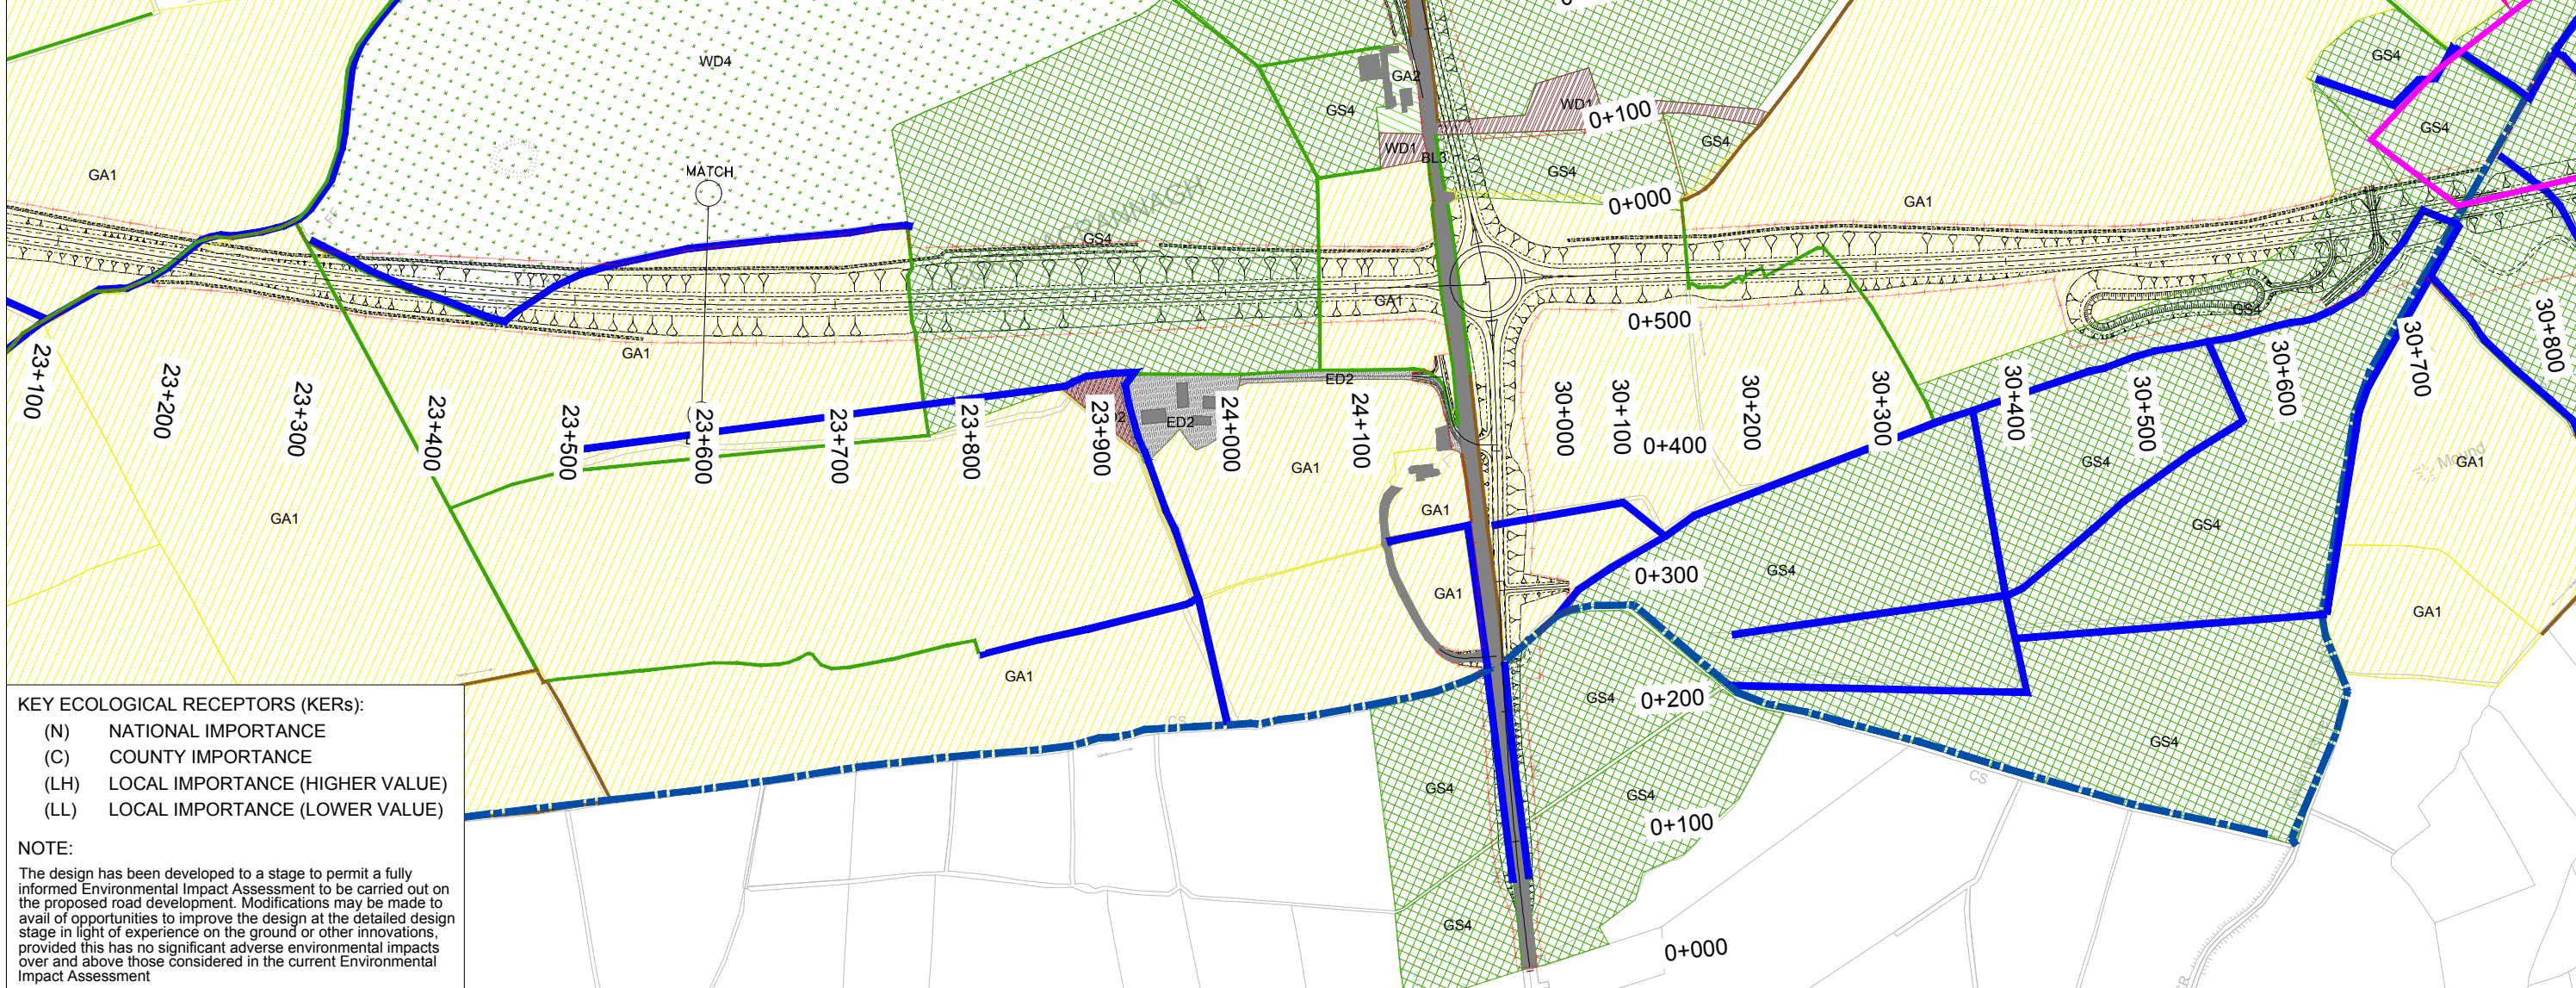 WD4
GA1
MATCH
GS4
GA2
GS4
WD1
BL3
WD1
0+100
GS4
GS4
0+000
GA1
GS4
GS4
GS4
GA1
GA1
0+500
GS4
23+100
23+200
23+300
23+400
23+500
23+600
23+700
23+800
23+900
24+000
24+100
30+000
30+100
30+200
30+300
30+400
30+500
30+600
30+700
30+800
ED2
ED2
0+400
GA1
GA1
GA1
GS4
Mound
GA1
GS4
GA1
0+300
GS4
GA1
GA1
GS4
0+200
CS
GS4
CS
GS4
GS4
0+100
GS4
0+000
KEY ECOLOGICAL RECEPTORS (KERs):
(N) NATIONAL IMPORTANCE
(C) COUNTY IMPORTANCE
(LH) LOCAL IMPORTANCE (HIGHER VALUE)
(LL) LOCAL IMPORTANCE (LOWER VALUE)
NOTE:
The design has been developed to a stage to permit a fully
informed Environmental Impact Assessment to be carried out on
the proposed road development. Modifications may be made to
avail of opportunities to improve the design at the detailed design
stage in light of experience on the ground or other innovations,
provided this has no significant adverse environmental impacts
over and above those considered in the current Environmental
Impact Assessment